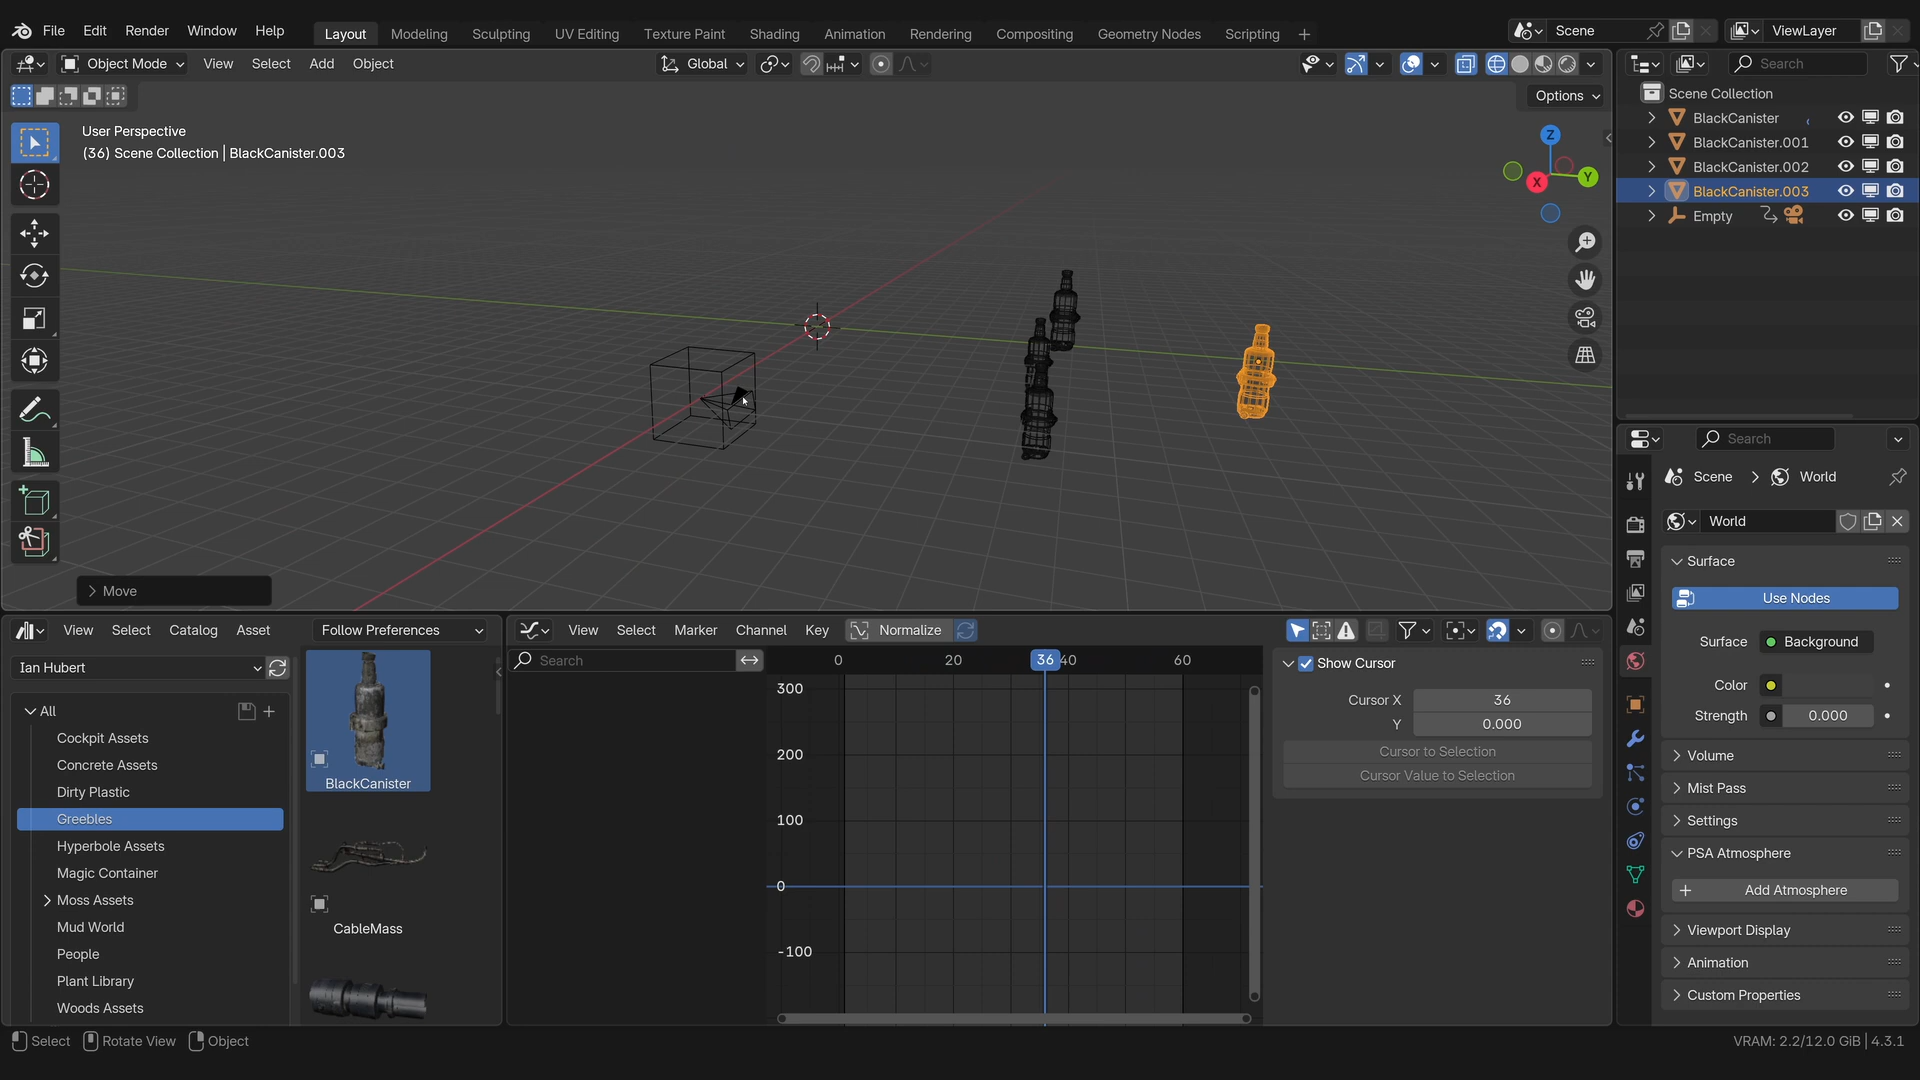 File Edit Render Window Help
Layout Modeling Sculpting UV Editing Texture Paint Shading Animation Rendering Compositing Geometry Nodes Scripting +
Scene
ViewLayer
Object Mode View Select Add Object
Global
Options
User Perspective
(36) Scene Collection | BlackCanister.003
Z
X
Y
Move
Search
Scene Collection
BlackCanister
BlackCanister.001
BlackCanister.002
BlackCanister.003
Empty
Search
Scene World
World
Surface
Use Nodes
Surface Background
Color
Strength 0.000
Volume
Mist Pass
Settings
PSA Atmosphere
Add Atmosphere
Viewport Display
Animation
Custom Properties
View Select Catalog Asset Follow Preferences
Ian Hubert
All
Cockpit Assets
Concrete Assets
Dirty Plastic
Greebles
Hyperbole Assets
Magic Container
Moss Assets
Mud World
People
Plant Library
Woods Assets
BlackCanister
CableMass
View Select Marker Channel Key Normalize
Search
0 20 36 40 60
300
200
100
0
-100
Show Cursor
Cursor X 36
Y 0.000
Cursor to Selection
Cursor Value to Selection
Select Rotate View Object
VRAM: 2.2/12.0 GiB | 4.3.1